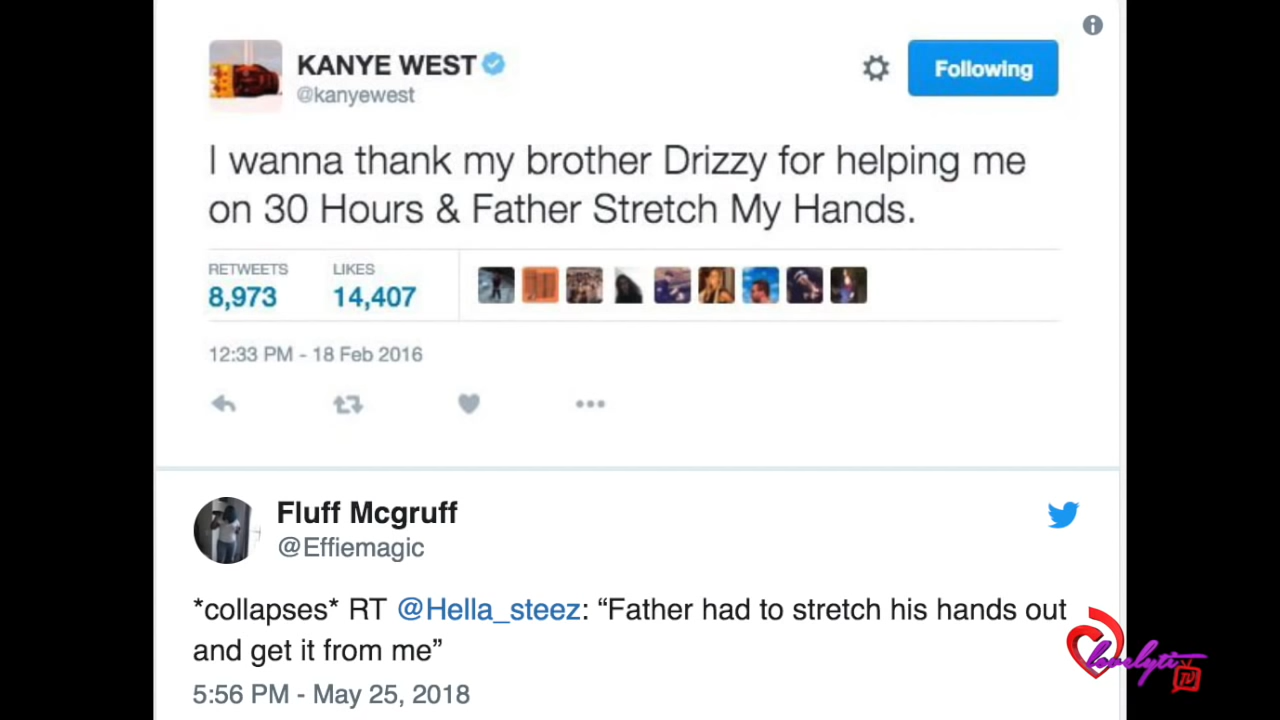 KANYE WEST
@kanyewest
Following
I wanna thank my brother Drizzy for helping me
on 30 Hours & Father Stretch My Hands.
RETWEETS LIKES
8,973 14,407
12:33 PM - 18 Feb 2016
Fluff Mcgruff
@Effiemagic
*collapses* RT @Hella_steez: “Father had to stretch his hands out
and get it from me”
5:56 PM - May 25, 2018
lovelyti
TV